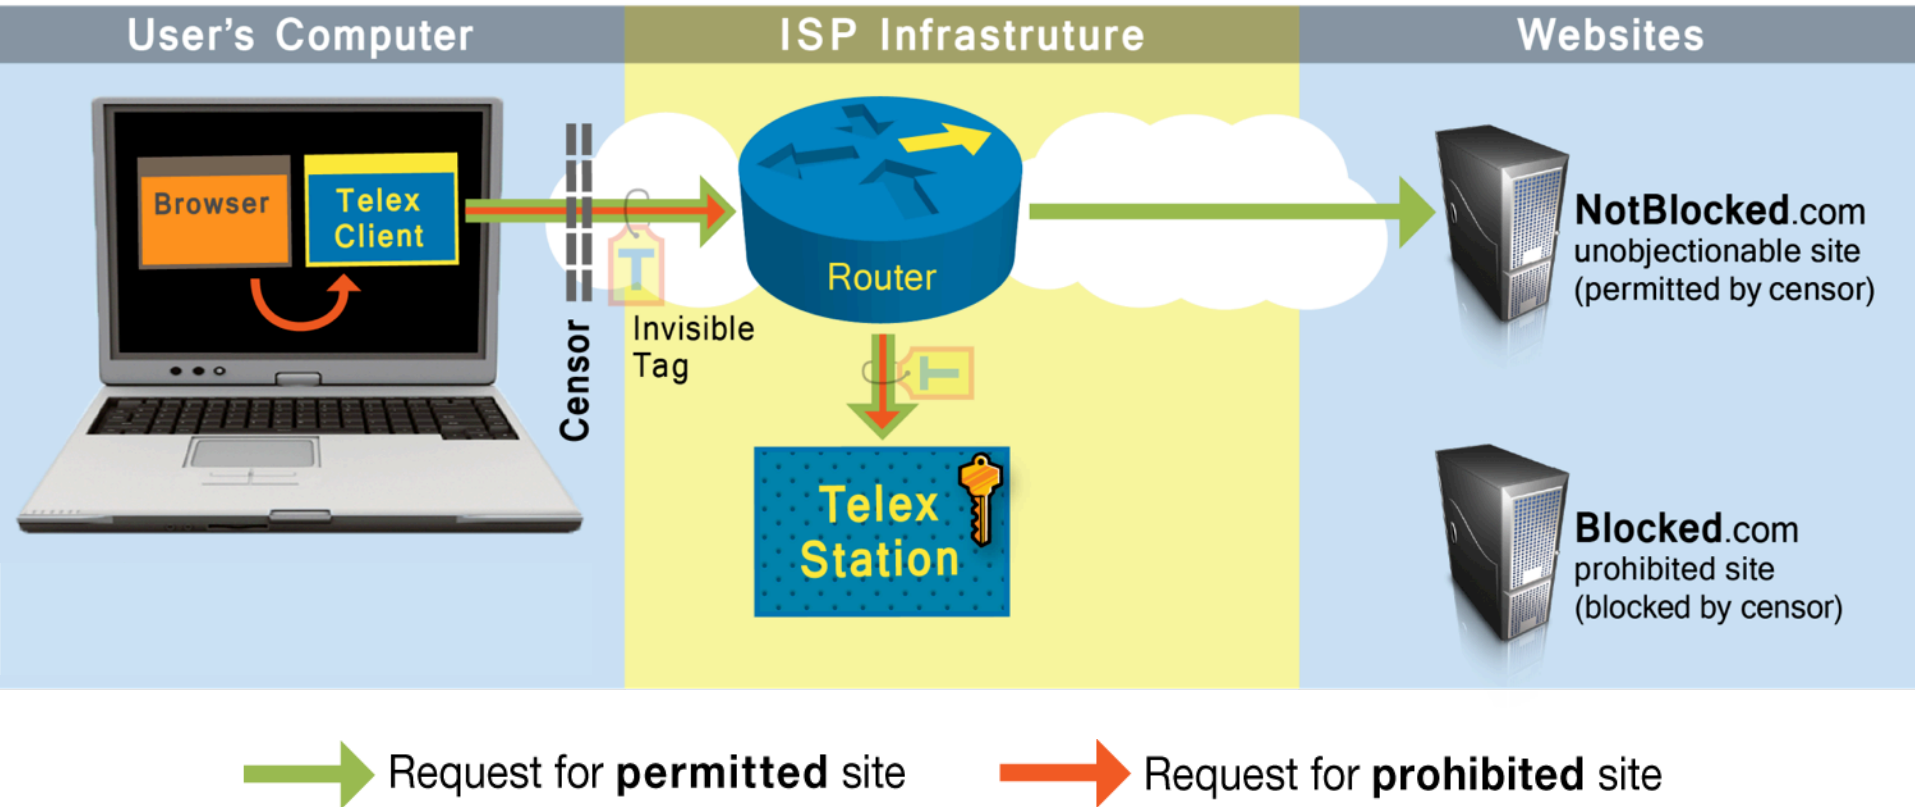 User's Computer
ISP Infrastruture
Websites
Browser
Telex
Client
Censor
T
Invisible
Tag
Router
T
Telex
Station
NotBlocked.com
unobjectionable site
(permitted by censor)
Blocked.com
prohibited site
(blocked by censor)
Request for permitted site
Request for prohibited site